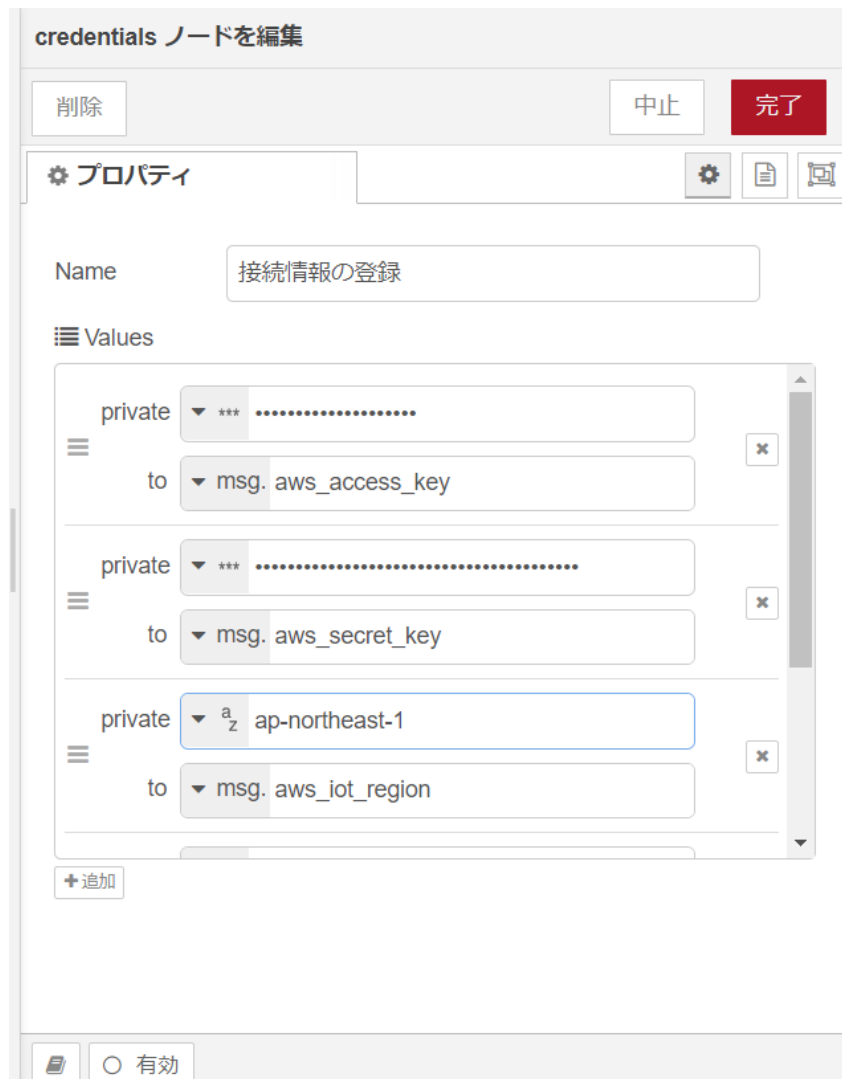 credentials ノードを編集
削除
中止
完了
プロパティ
Name
接続情報の登録
Values
private
*** ••••••••••••••••••••
to
msg. aws_access_key
private
*** ••••••••••••••••••••••••••••••••••••••••
to
msg. aws_secret_key
private
az ap-northeast-1
to
msg. aws_iot_region
追加
有効